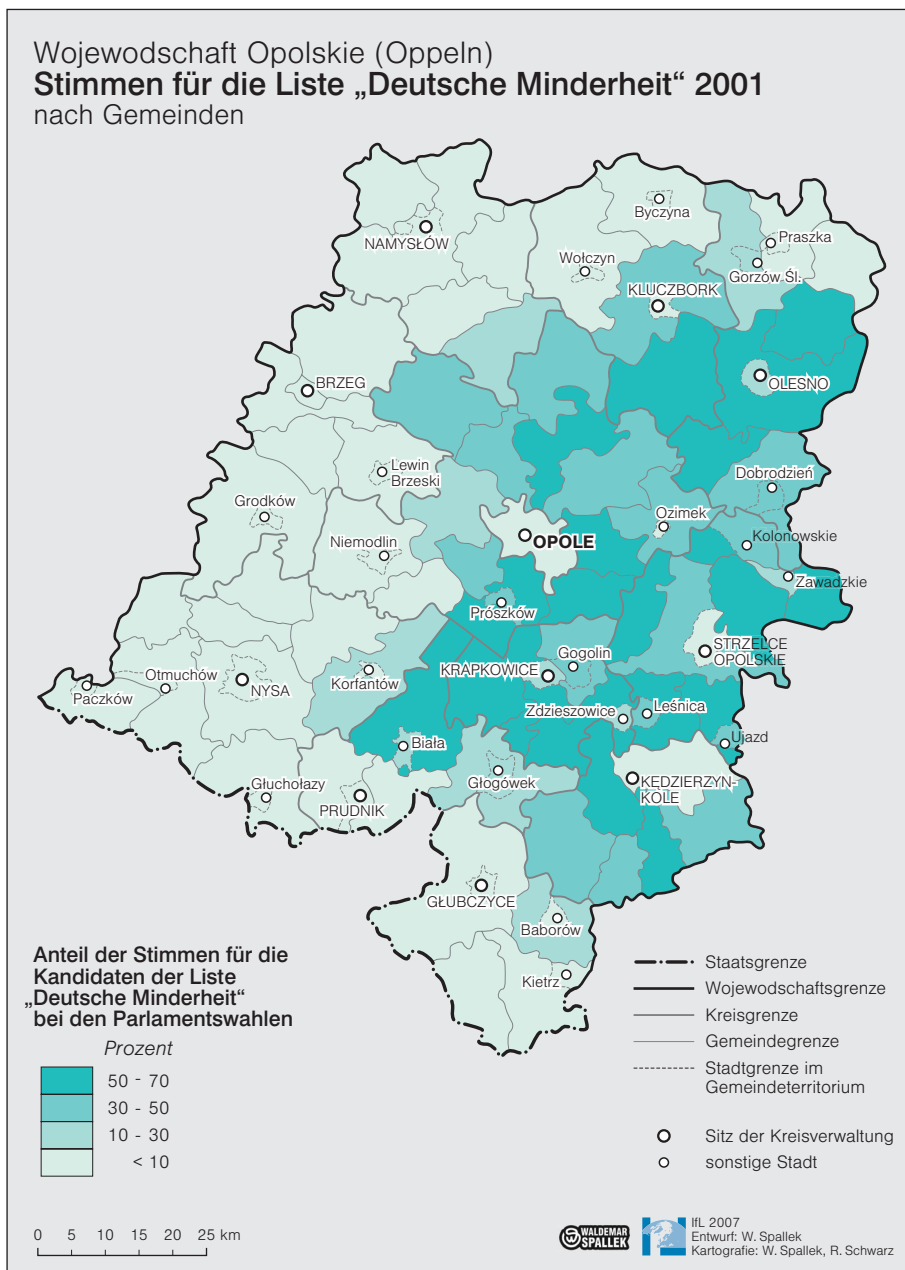 Wojewodschaft Opolskie (Oppeln)
Stimmen für die Liste „Deutsche Minderheit“ 2001
nach Gemeinden
Byczyna
NAMYSŁÓW
Praszka
Wołczyn
Gorzów Śl.
KLUCZBORK
BRZEG
OLESNO
Lewin
Brzeski
Dobrodzień
Grodków
Ozimek
Niemodlin
OPOLE
Kolonowskie
Zawadzkie
Prószków
STRZELCE
OPOLSKIE
Gogolin
KRAPKOWICE
Otmuchów
NYSA
Korfantów
Paczków
Zdzieszowice
Leśnica
Ujazd
Biała
Głogówek
KĘDZIERZYN-
KOLE
Głuchołazy
PRUDNIK
GŁUBCZYCE
Baborów
Kietrz
Anteil der Stimmen für die
Kandidaten der Liste
„Deutsche Minderheit“
bei den Parlamentswahlen
Prozent
50 - 70
30 - 50
10 - 30
< 10
Staatsgrenze
Wojewodschaftsgrenze
Kreisgrenze
Gemeindegrenze
Stadtgrenze im
Gemeindeterritorium
Sitz der Kreisverwaltung
sonstige Stadt
0 5 10 15 20 25 km
WALDEMAR
SPALLEK
IfL 2007
Entwurf: W. Spallek
Kartografie: W. Spallek, R. Schwarz